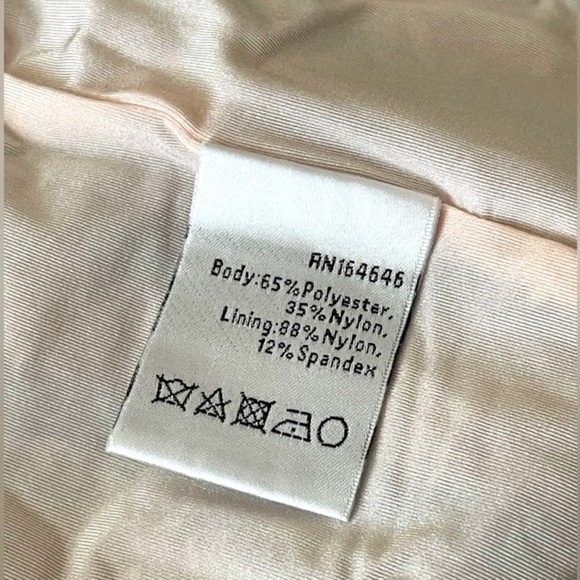 RN164646
Body:65%Polyester,
35%Nylon,
Lining:88%Nylon,
12%Spandex